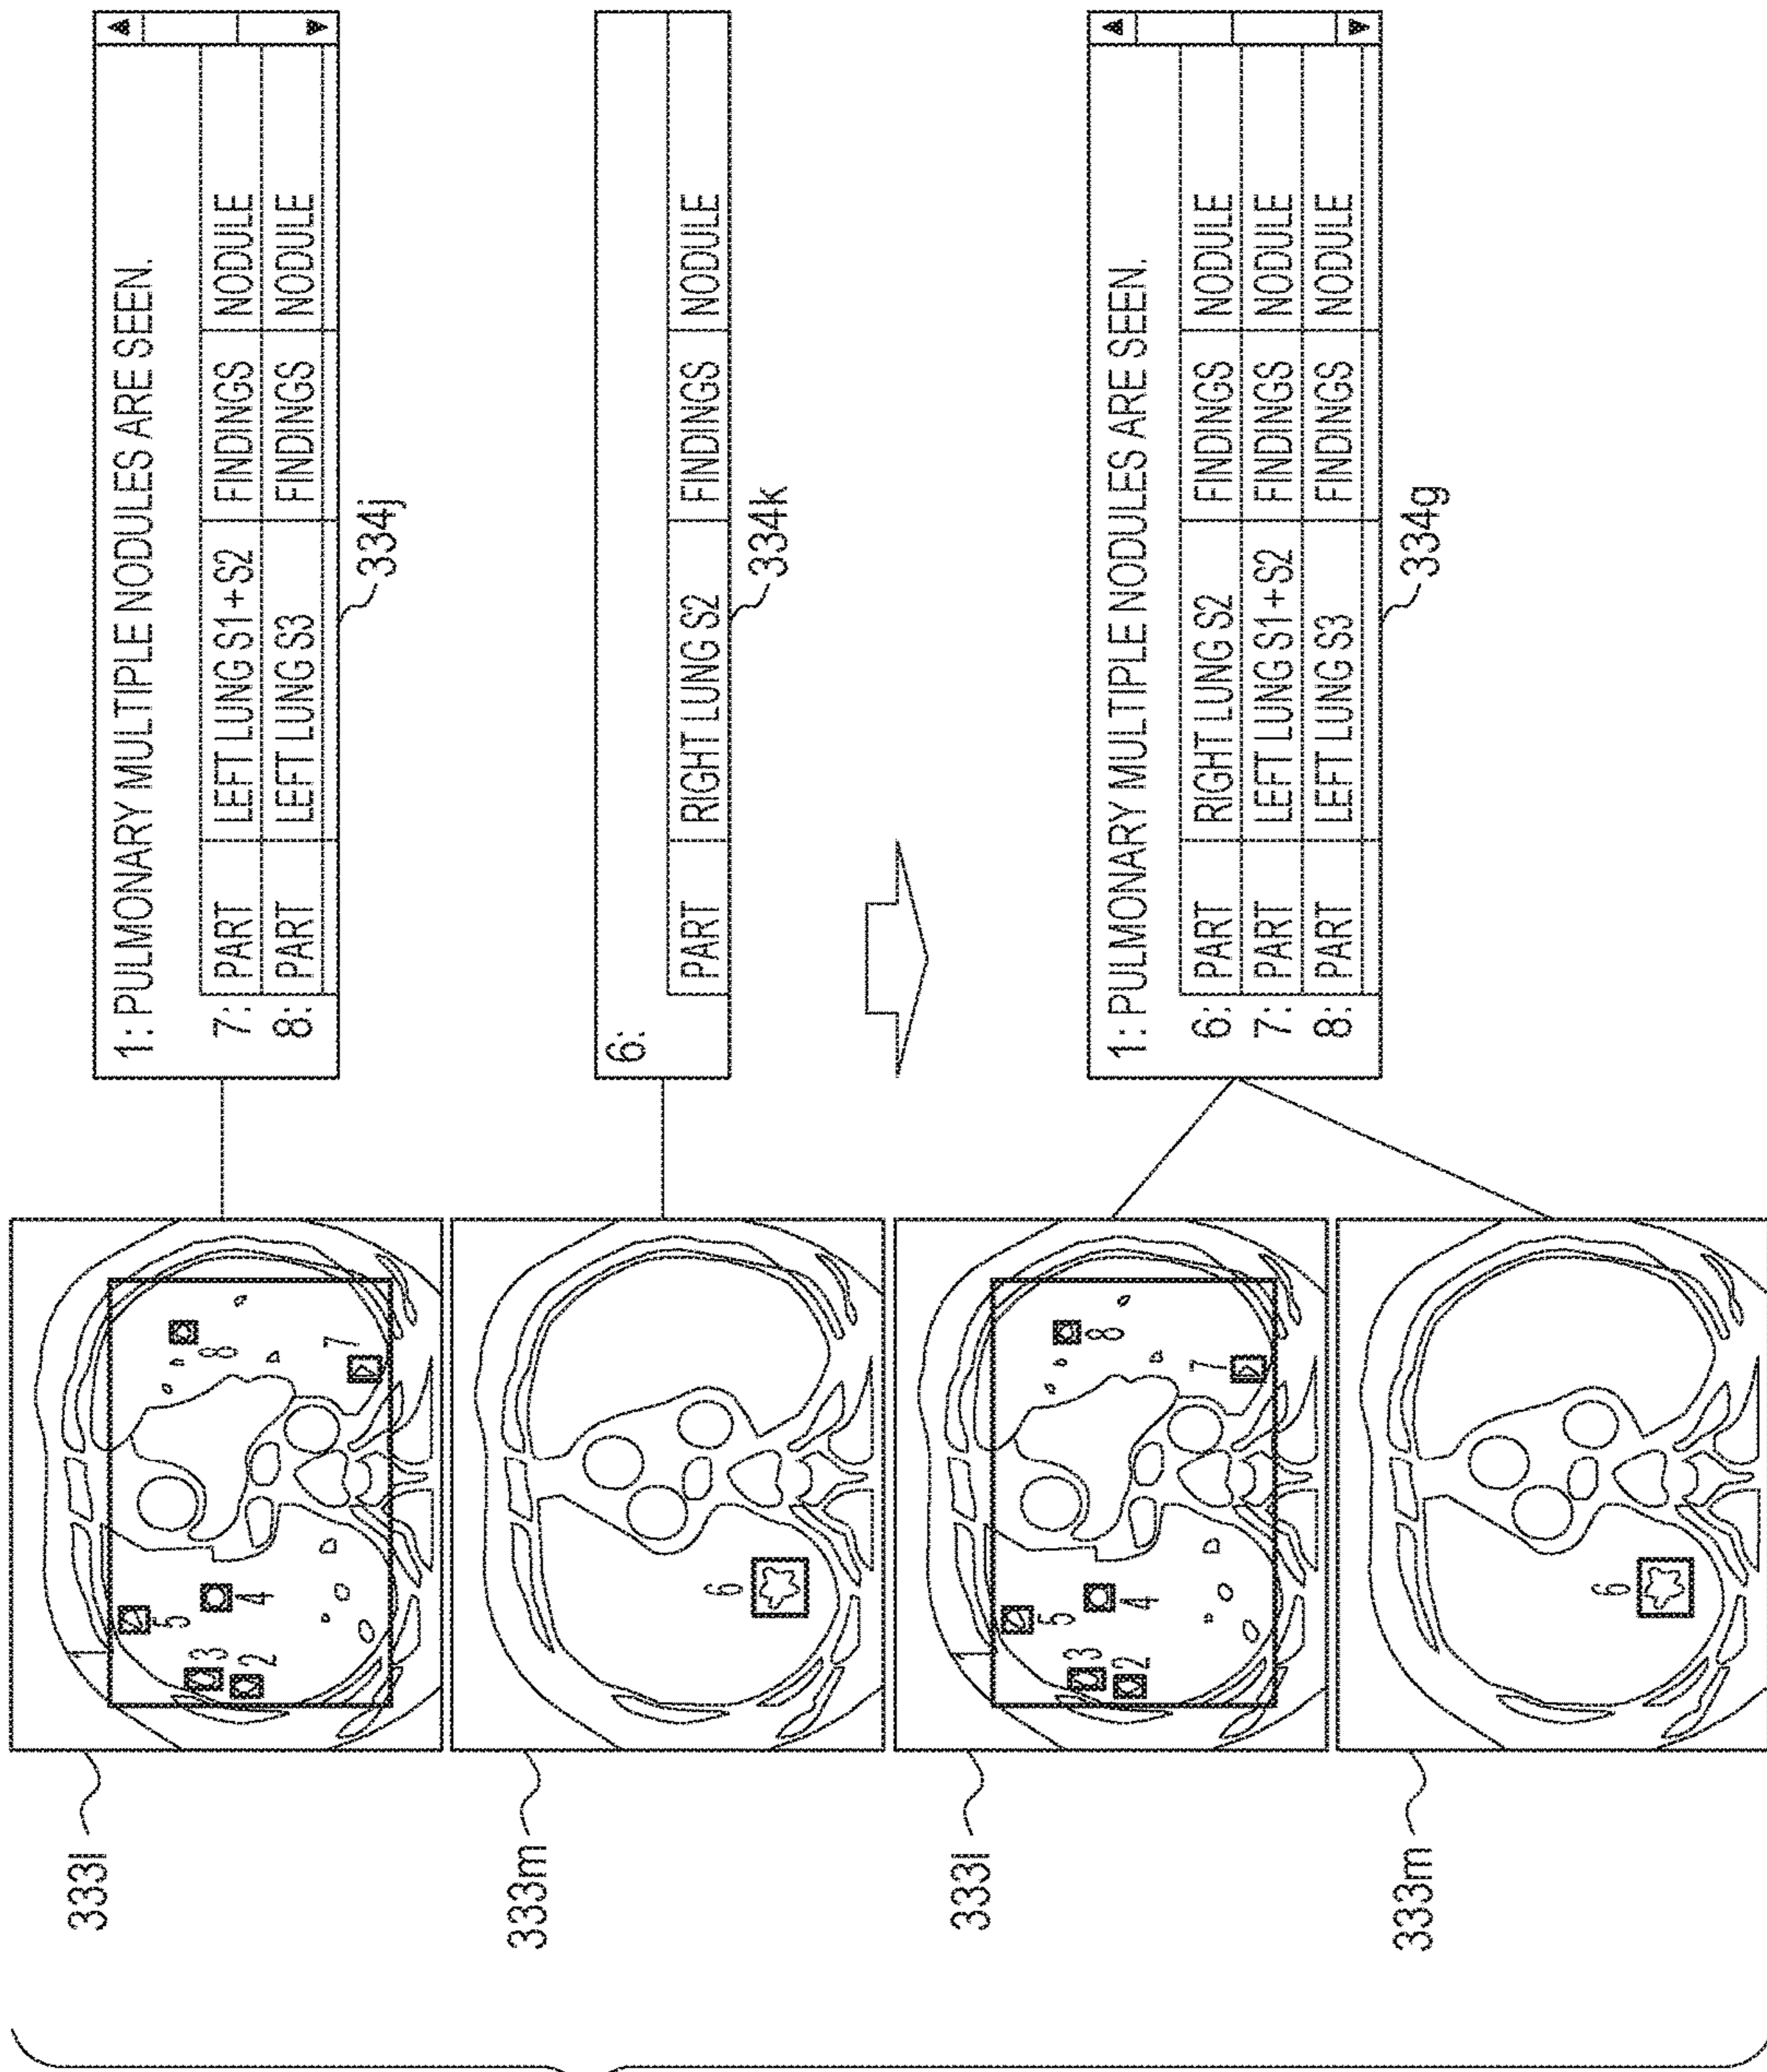 333l
5
3
8
4
2
7
1: PULMONARY MULTIPLE NODULES ARE SEEN.
7: PART LEFT LUNG S1+S2 FINDINGS NODULE
8: PART LEFT LUNG S3 FINDINGS NODULE
334j
333m
6
6:
PART RIGHT LUNG S2 FINDINGS NODULE
334k
333l
5
3
8
4
2
7
1: PULMONARY MULTIPLE NODULES ARE SEEN.
6: PART RIGHT LUNG S2 FINDINGS NODULE
7: PART LEFT LUNG S1+S2 FINDINGS NODULE
8: PART LEFT LUNG S3 FINDINGS NODULE
334g
333m
6